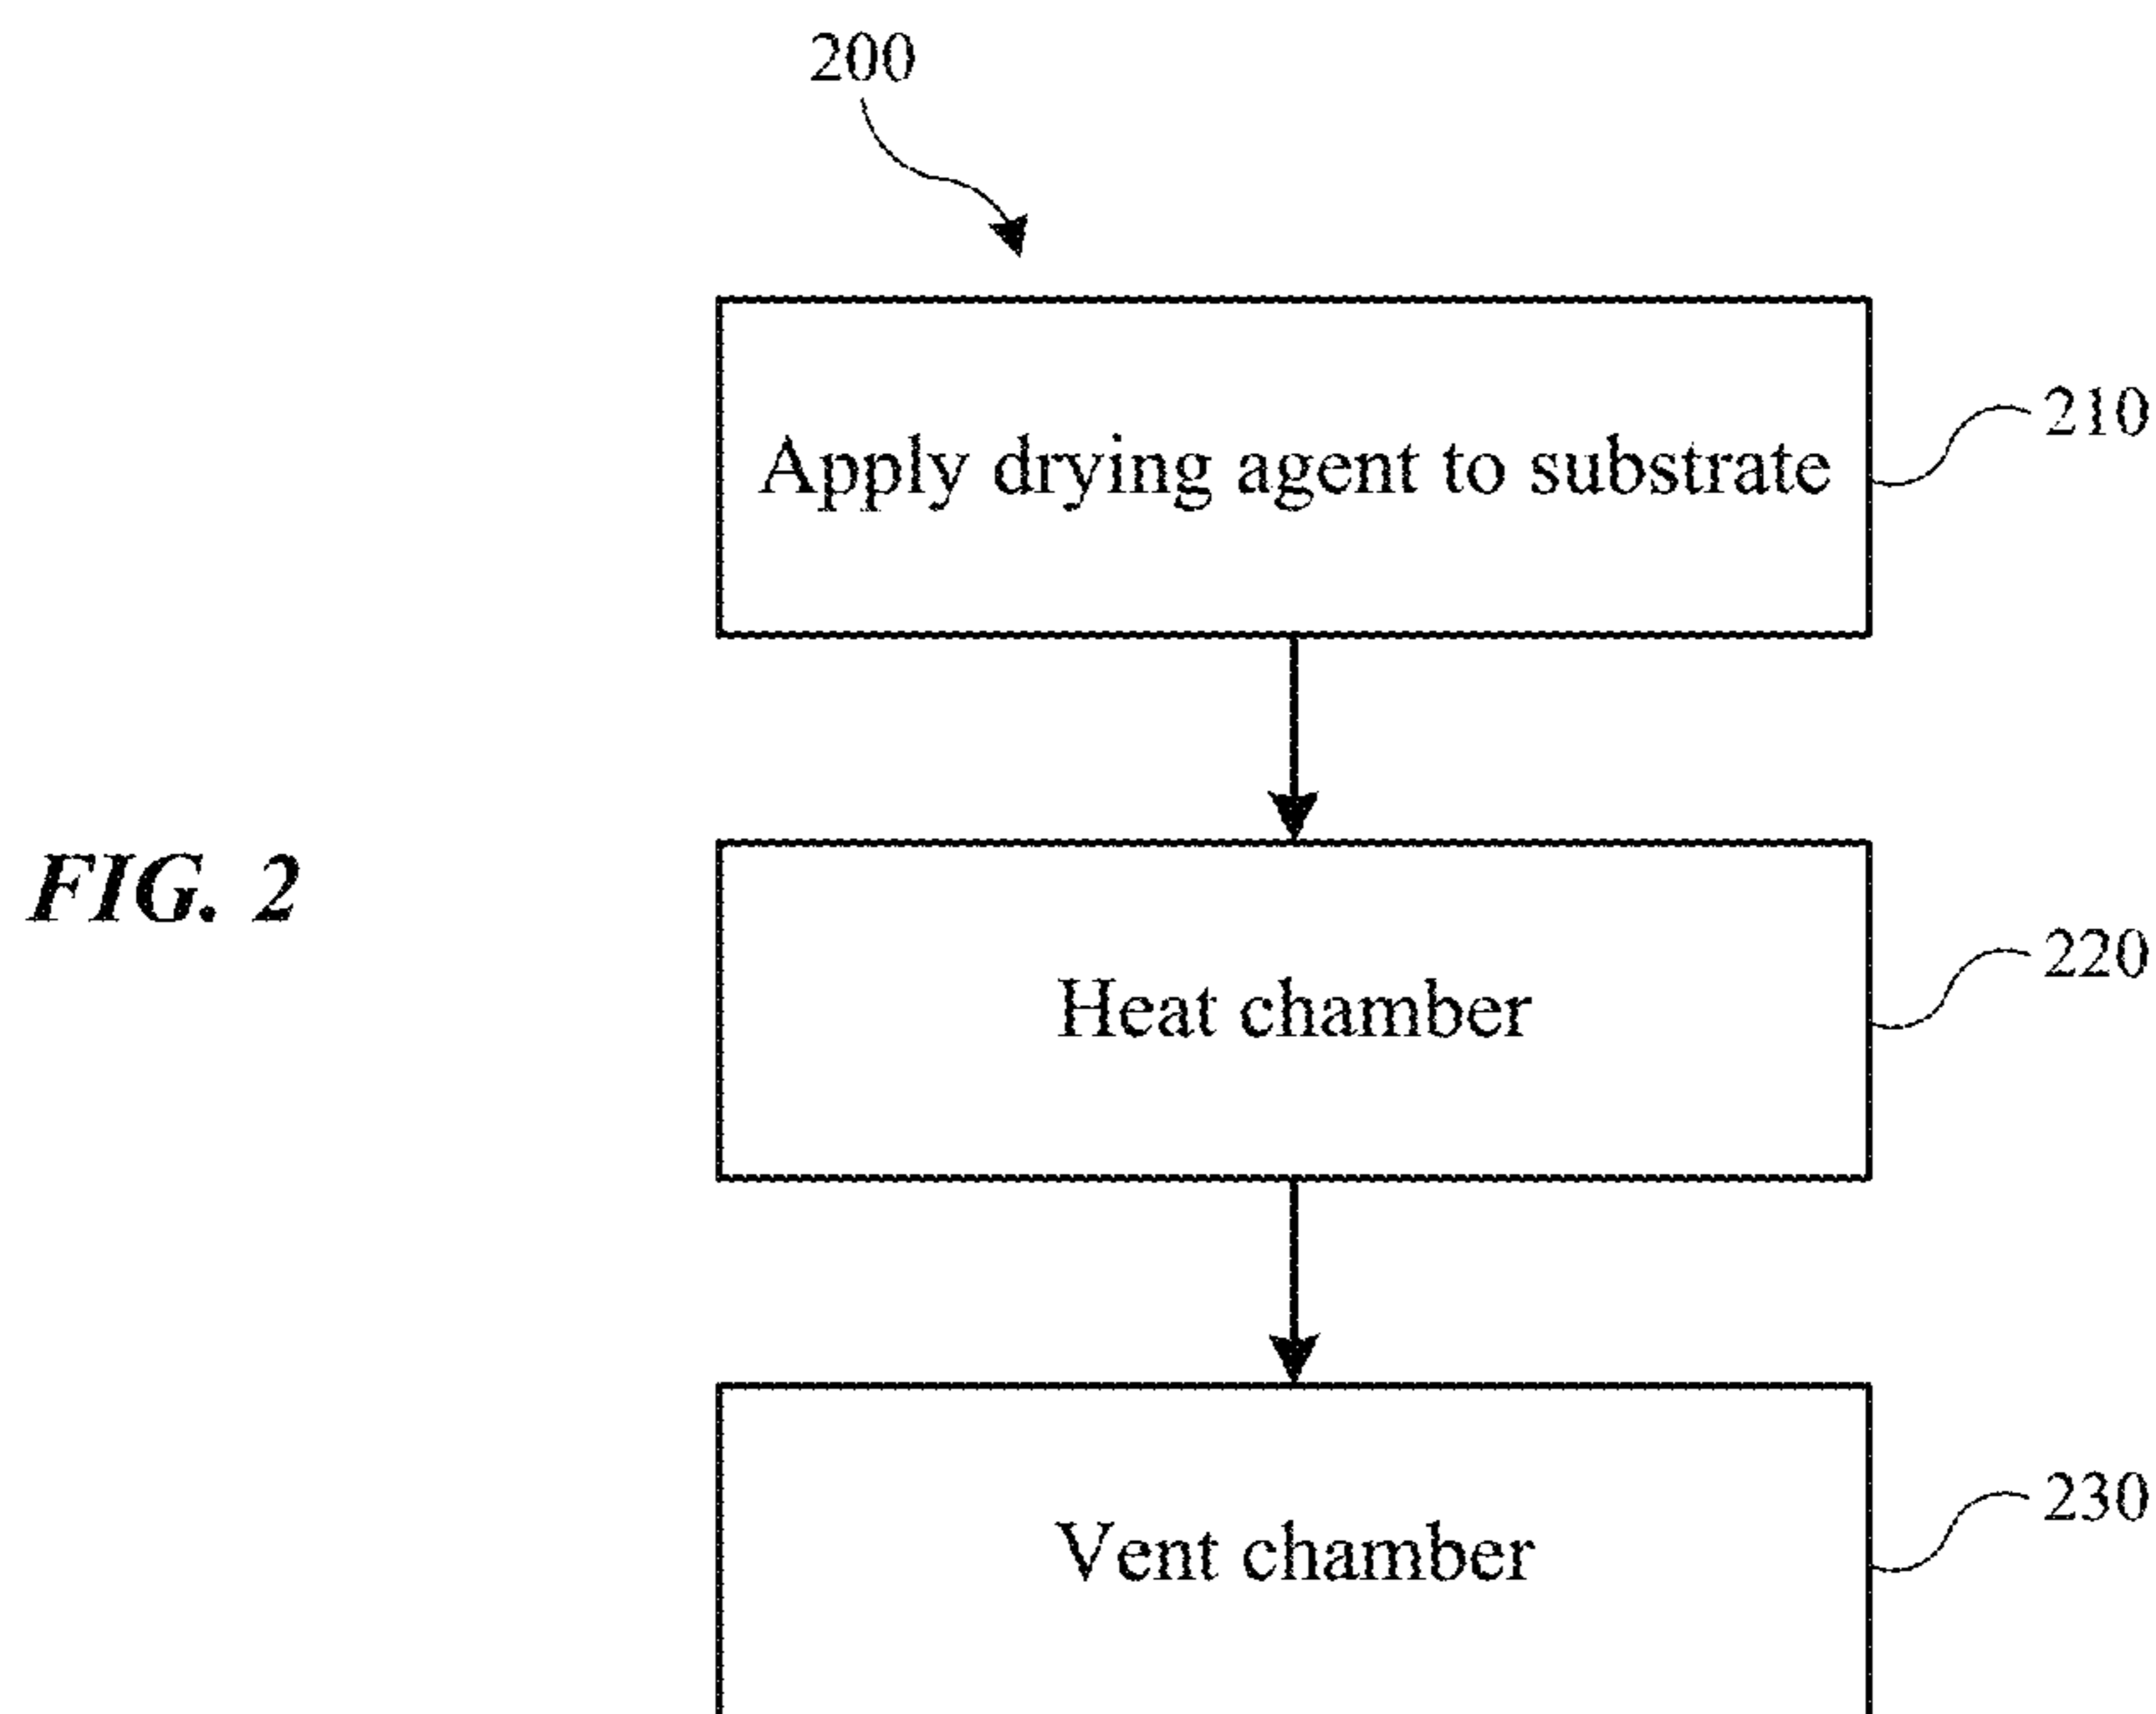 200
Apply drying agent to substrate
210
FIG. 2
Heat chamber
220
Vent chamber
230